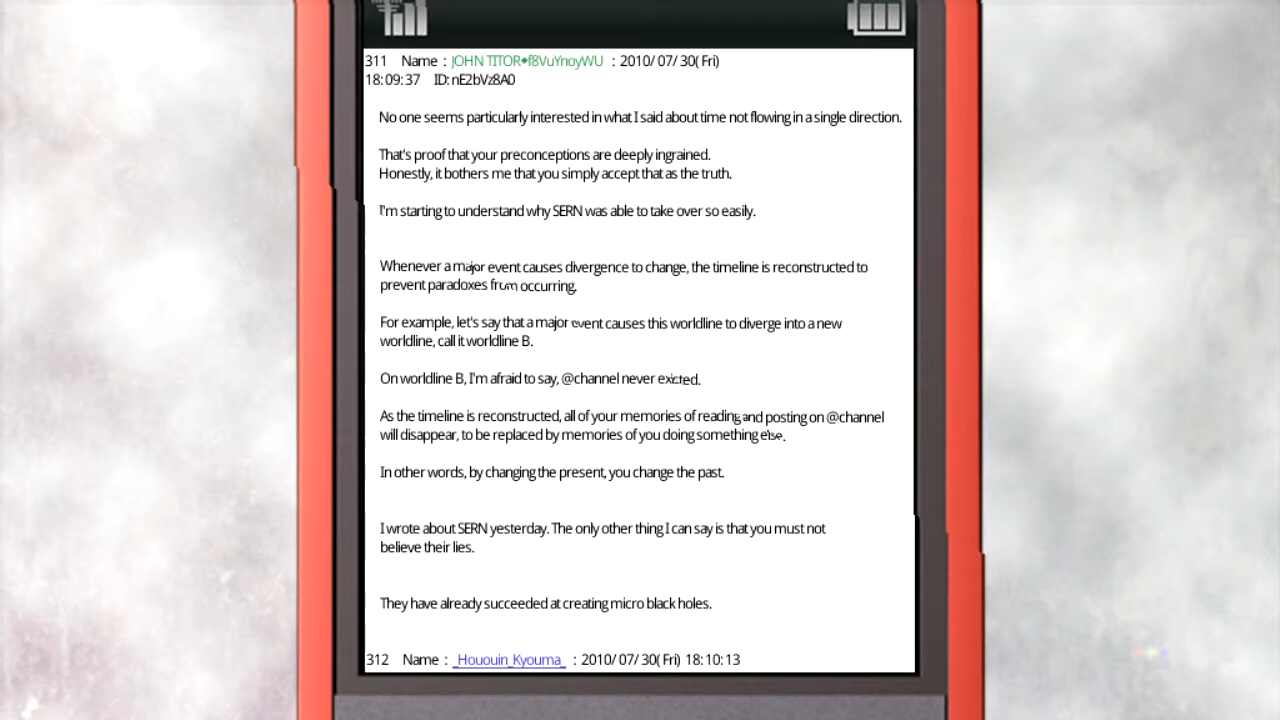 311 Name : JOHN TITOR◆f8VuYnoyWU : 2010/07/30(Fri)
18:09:37 ID:nE2bVz8A0
No one seems particularly interested in what I said about time not flowing in a single direction.
That's proof that your preconceptions are deeply ingrained.
Honestly, it bothers me that you simply accept that as the truth.
I'm starting to understand why SERN was able to take over so easily.
Whenever a major event causes divergence to change, the timeline is reconstructed to
prevent paradoxes from occurring.
For example, let's say that a major event causes this worldline to diverge into a new
worldline, call it worldline B.
On worldline B, I'm afraid to say, @channel never existed.
As the timeline is reconstructed, all of your memories of reading and posting on @channel
will disappear, to be replaced by memories of you doing something else.
In other words, by changing the present, you change the past.
I wrote about SERN yesterday. The only other thing I can say is that you must not
believe their lies.
They have already succeeded at creating micro black holes.
312 Name : _Hououin_Kyouma_ : 2010/07/30(Fri) 18:10:13